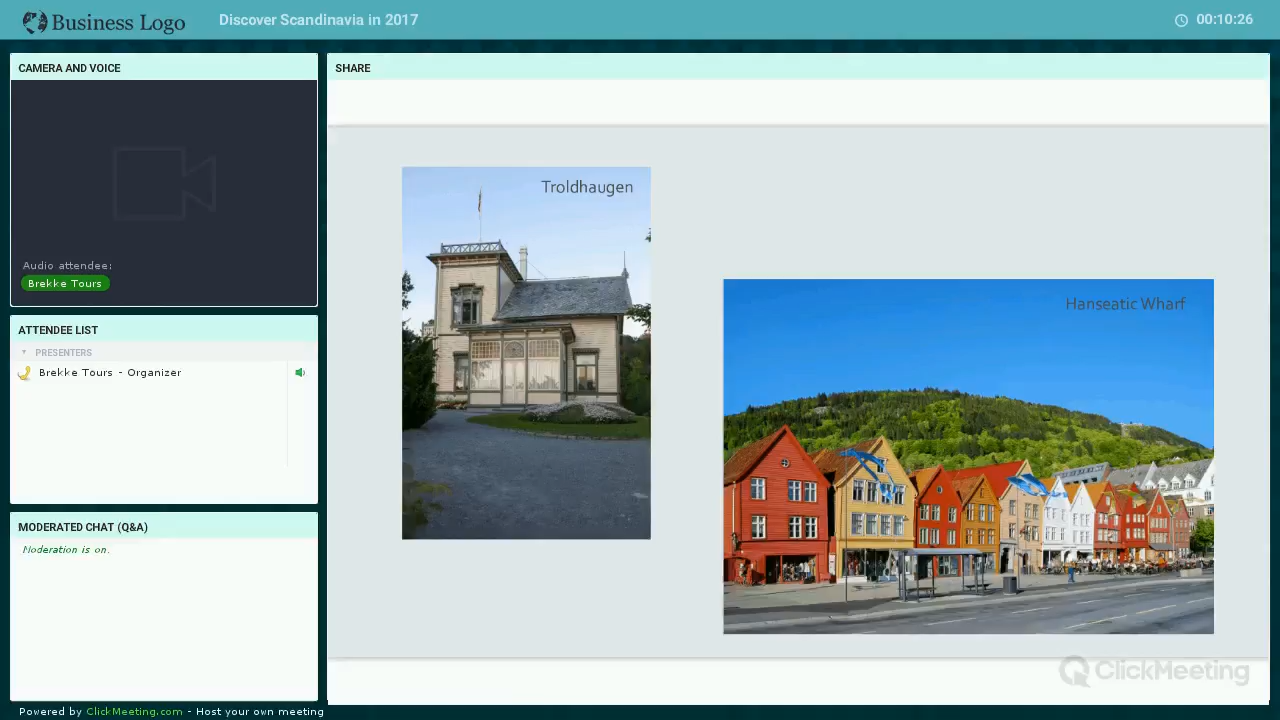 Business Logo
Discover Scandinavia in 2017
00:10:26
CAMERA AND VOICE
Audio attendee:
Brekke Tours
ATTENDEE LIST
PRESENTERS
Brekke Tours - Organizer
MODERATED CHAT (Q&A)
Moderation is on.
SHARE
Troldhaugen
Hanseatic Wharf
ClickMeeting
Powered by ClickMeeting.com - Host your own meeting